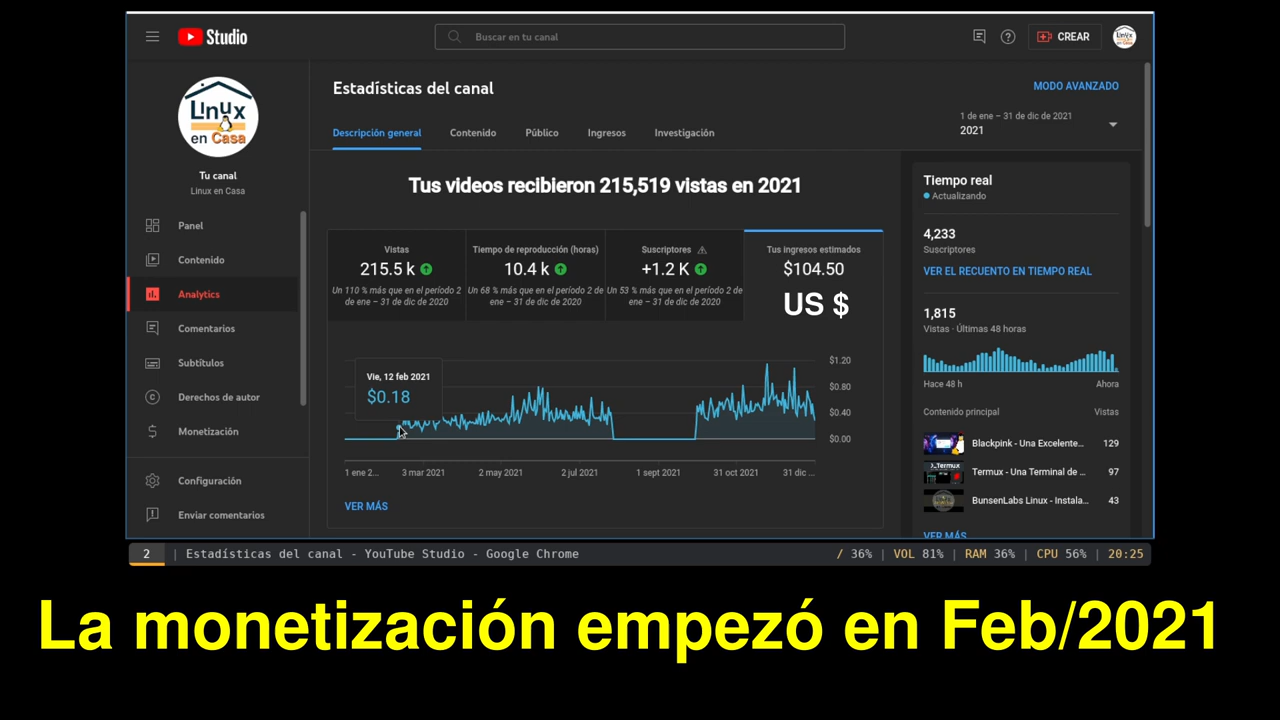 Studio
Buscar en tu canal
CREAR
Linux
en Casa
Linux
en Casa
Tu canal
Linux en Casa
Panel
Contenido
Analytics
Comentarios
Subtítulos
Derechos de autor
Monetización
Configuración
Enviar comentarios
Estadísticas del canal
MODO AVANZADO
Descripción general
Contenido
Público
Ingresos
Investigación
1 de ene – 31 de dic de 2021
2021
Tus videos recibieron 215,519 vistas en 2021
Vistas
215.5 k
Un 110 % más que en el período 2
de ene – 31 de dic de 2020
Tiempo de reproducción (horas)
10.4 k
Un 68 % más que en el período 2 de
ene – 31 de dic de 2020
Suscriptores
+1.2 K
Un 53 % más que en el período 2 de
ene – 31 de dic de 2020
Tus ingresos estimados
$104.50
US $
Vie, 12 feb 2021
$0.18
$1.20
$0.80
$0.40
$0.00
1 ene 2...
3 mar 2021
2 may 2021
2 jul 2021
1 sept 2021
31 oct 2021
31 dic ...
VER MÁS
Tiempo real
Actualizando
4,233
Suscriptores
VER EL RECUENTO EN TIEMPO REAL
1,815
Vistas · Últimas 48 horas
Hace 48 h
Ahora
Contenido principal
Vistas
Blackpink - Una Excelente...
129
Termux - Una Terminal de ...
97
BunsenLabs Linux - Instala...
43
VER MÁS
2 | Estadísticas del canal - YouTube Studio - Google Chrome
/ 36% | VOL 81% | RAM 36% | CPU 56% | 20:25
La monetización empezó en Feb/2021